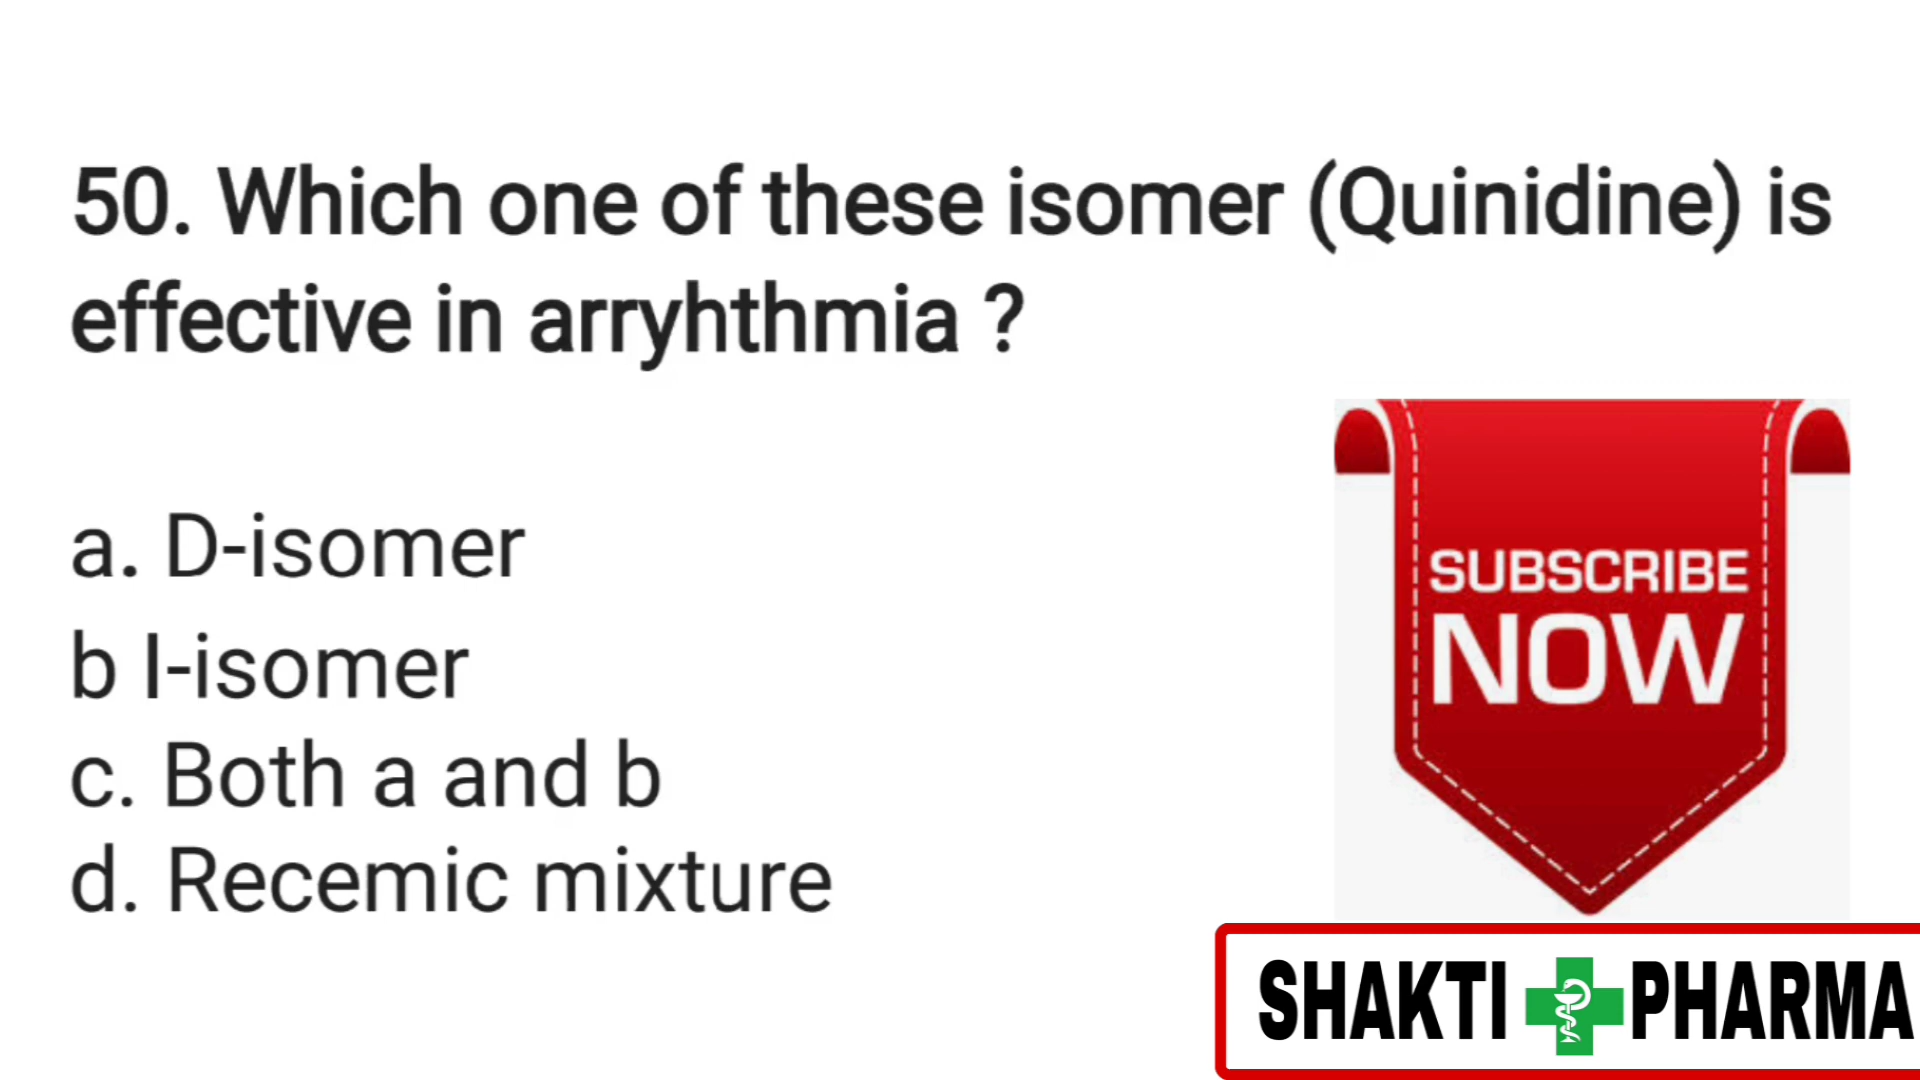 50. Which one of these isomer (Quinidine) is
effective in arryhthmia ?
a. D-isomer
b l-isomer
c. Both a and b
d. Recemic mixture
SUBSCRIBE
NOW
SHAKTI PHARMA